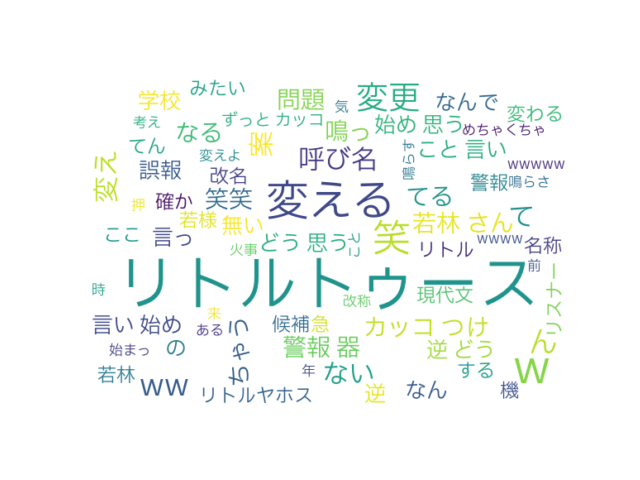 みたい
学校
問題
変更
なんで
気
ずっと カッコ
変わる
考え
なる
案
鳴っ
始め 思う
めちゃくちゃ
てん
変えよ
呼び名
鳴らす
こと 言い
wwwww
変え
誤報
改名
警報
鳴らさ
押
確か
笑笑
変える
てる
若様
無い
笑
若林 さん
て
ここ
言っ
火事
どう 思う
リトル
wwww
名称
リトルトゥース
前
リスナー
時
改称
現代文
言い 始め
来
ある
ちゃう
候補
急
カッコ つけ
ん
始まっ
の
警報 器
逆 どう
w
若林
ww
年
ない
する
リトルヤホス
逆
なん
機